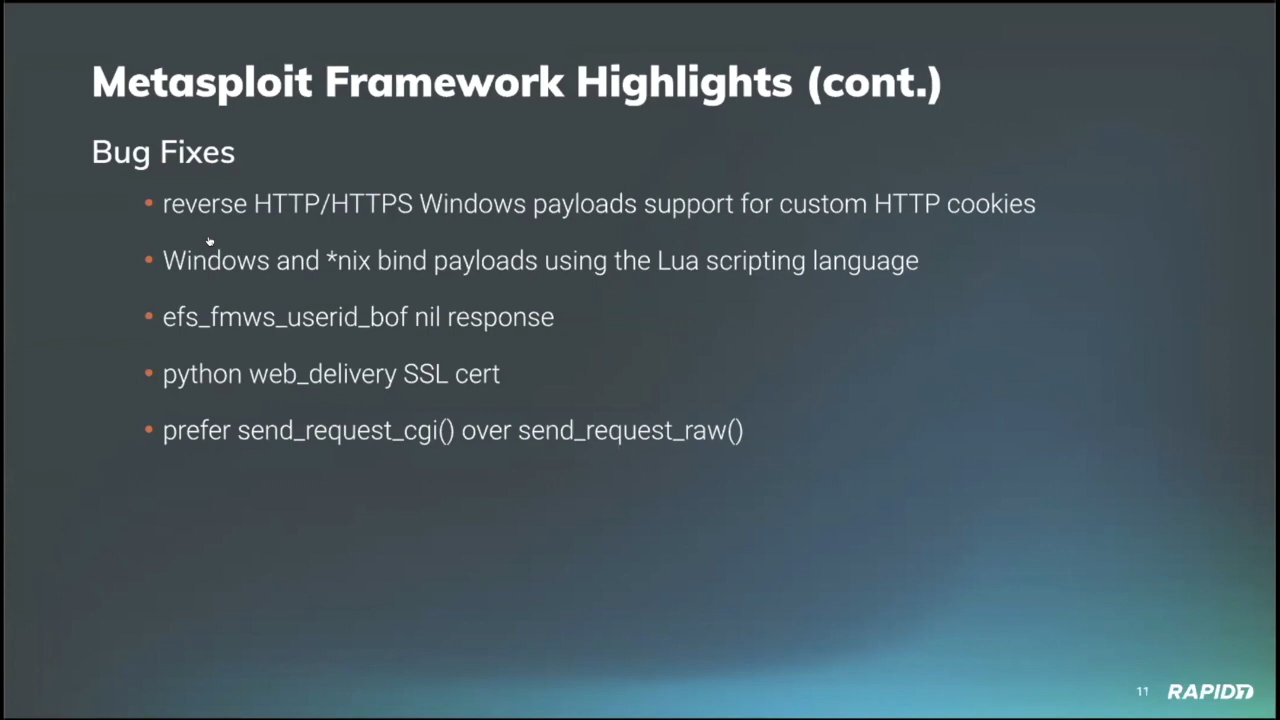 Metasploit Framework Highlights (cont.)
Bug Fixes
• reverse HTTP/HTTPS Windows payloads support for custom HTTP cookies
• Windows and *nix bind payloads using the Lua scripting language
• efs_fmws_userid_bof nil response
• python web_delivery SSL cert
• prefer send_request_cgi() over send_request_raw()
11 RAPID7